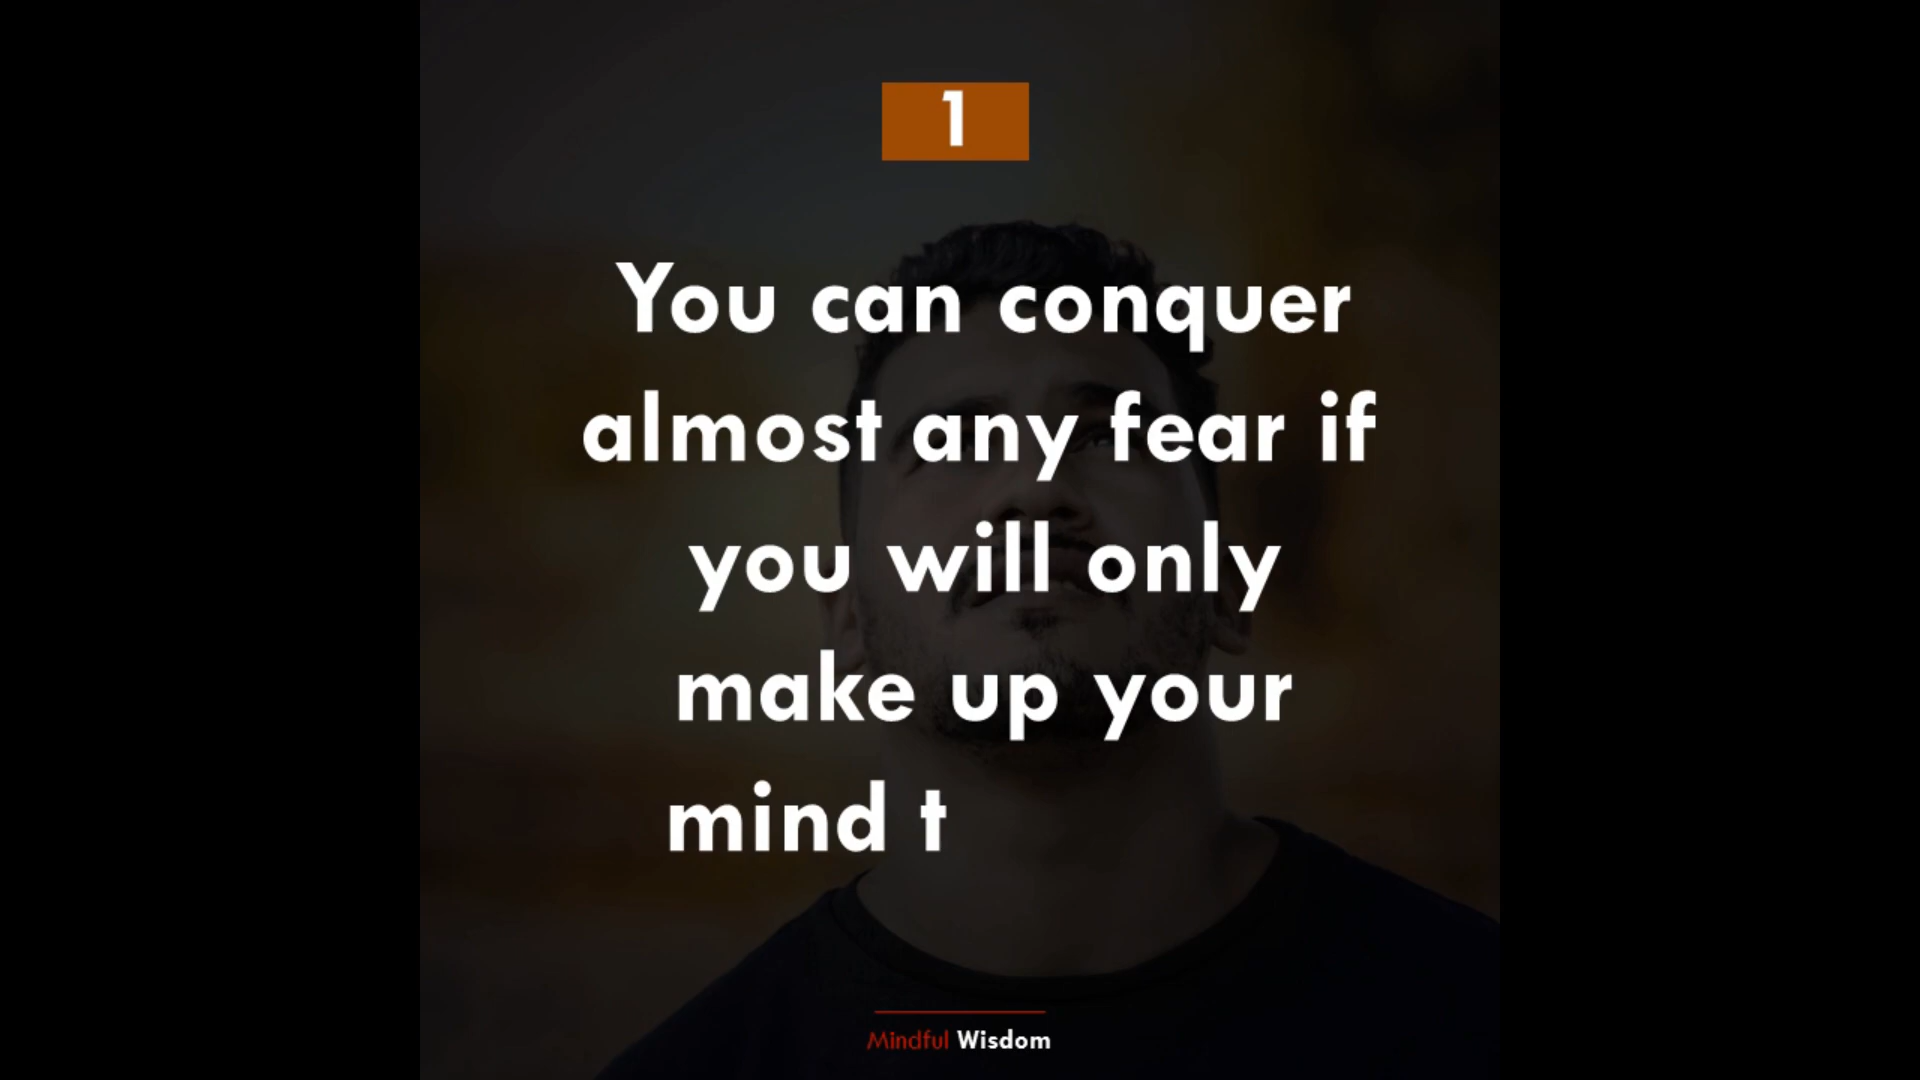 1
You can conquer
almost any fear if
you will only
make up your
mind t
Mindful Wisdom